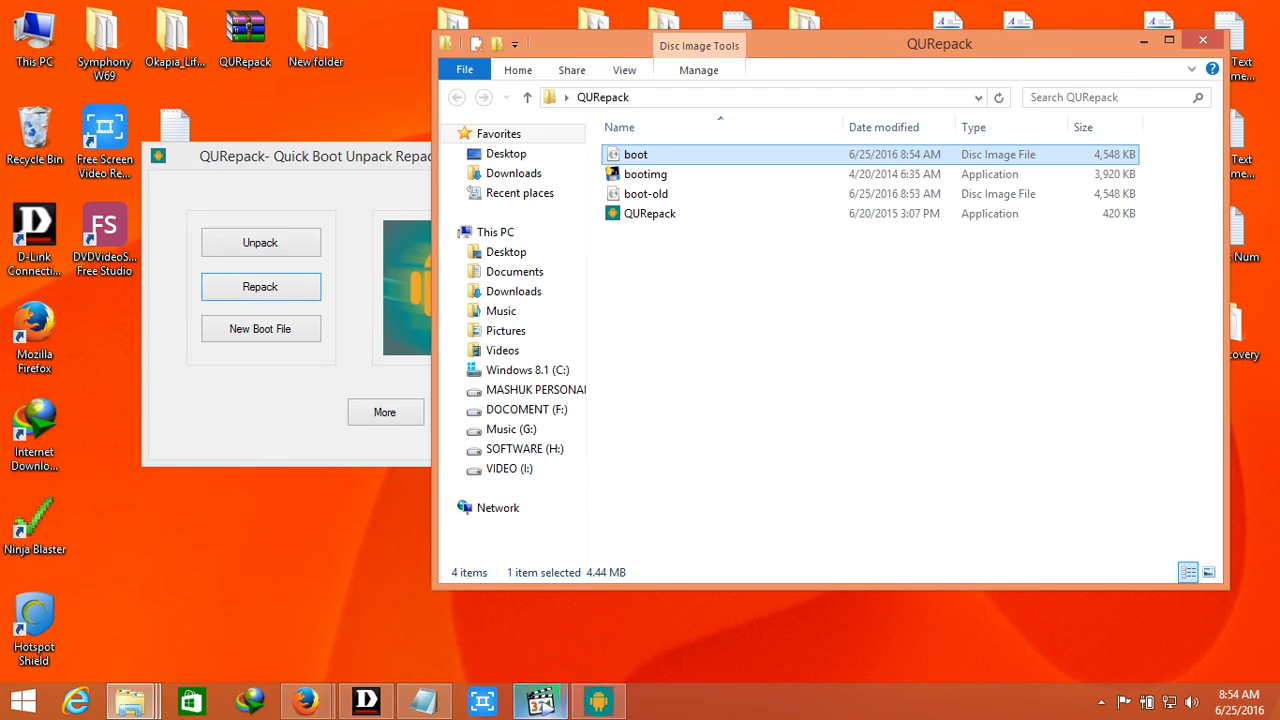 This PC
Symphony
W69
Okapia_Lif...
QURepack
New folder
Recycle Bin
Free Screen
Video Re...
D-Link
Connecti...
DVDVideoS...
Free Studio
Mozilla
Firefox
Internet
Downlo...
Ninja Blaster
Hotspot
Shield
QURepack- Quick Boot Unpack Repac
Unpack
Repack
New Boot File
More
Disc Image Tools
QURepack
File
Home
Share
View
Manage
QURepack
Search QURepack
Favorites
Desktop
Downloads
Recent places
This PC
Desktop
Documents
Downloads
Music
Pictures
Videos
Windows 8.1 (C:)
MASHUK PERSONAL
DOCOMENT (F:)
Music (G:)
SOFTWARE (H:)
VIDEO (I:)
Network
Name Date modified Type Size
boot 6/25/2016 8:54 AM Disc Image File 4,548 KB
bootimg 4/20/2014 6:35 AM Application 3,920 KB
boot-old 6/25/2016 8:53 AM Disc Image File 4,548 KB
QURepack 6/20/2015 3:07 PM Application 420 KB
4 items 1 item selected 4.44 MB
Text
me...
Text
me...
Num
covery
8:54 AM
6/25/2016